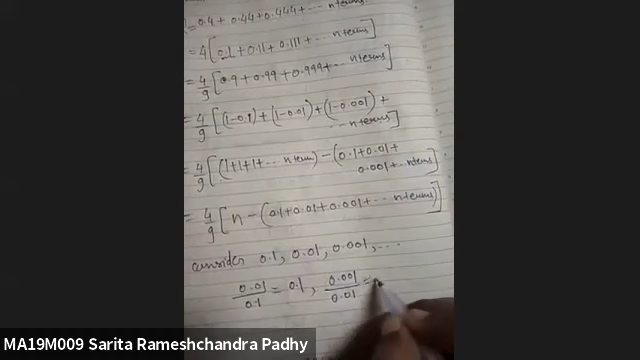 = 0.4 + 0.44 + 0.444 + ... n terms
= 4 [ 0.1 + 0.11 + 0.111 + ... n terms ]
= 4/9 [ 0.9 + 0.99 + 0.999 + ... n terms ]
= 4/9 [ (1-0.1) + (1-0.01) + (1-0.001) +
... n terms ]
= 4/9 [ (1+1+1+ ... n terms) - (0.1 + 0.01 +
0.001 + ... n terms ]
= 4/9 [ n - (0.1 + 0.01 + 0.001 + ... n terms) ]
consider 0.1, 0.01, 0.001, ...
0.01/0.1 = 0.1, 0.001/0.01 =
MA19M009 Sarita Rameshchandra Padhy